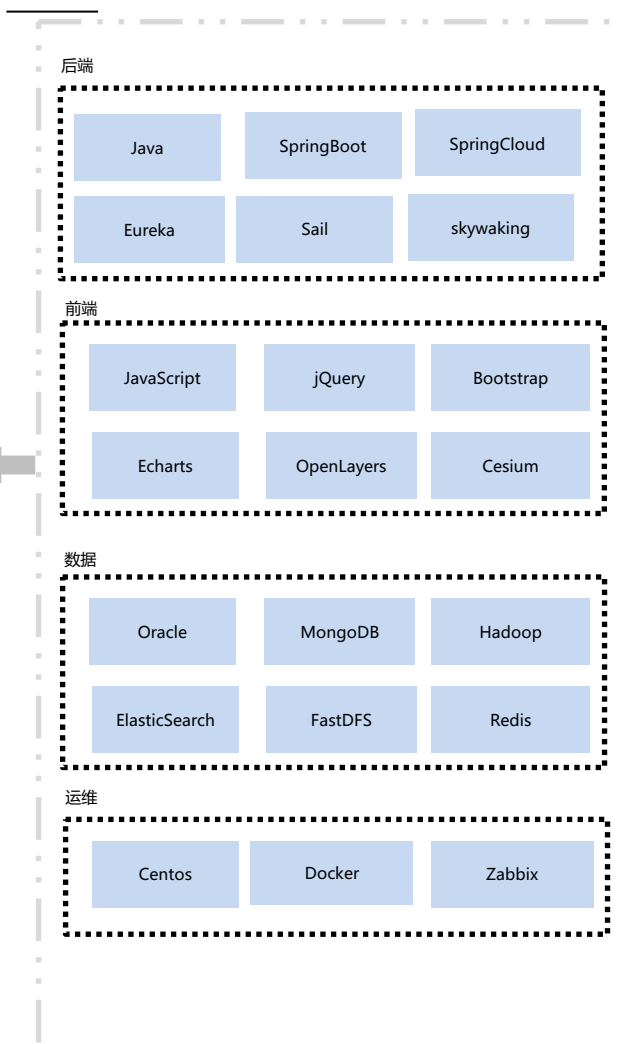 后端
Java SpringBoot SpringCloud
Eureka Sail skywaking
前端
JavaScript jQuery Bootstrap
Echarts OpenLayers Cesium
数据
Oracle MongoDB Hadoop
ElasticSearch FastDFS Redis
运维
Centos Docker Zabbix